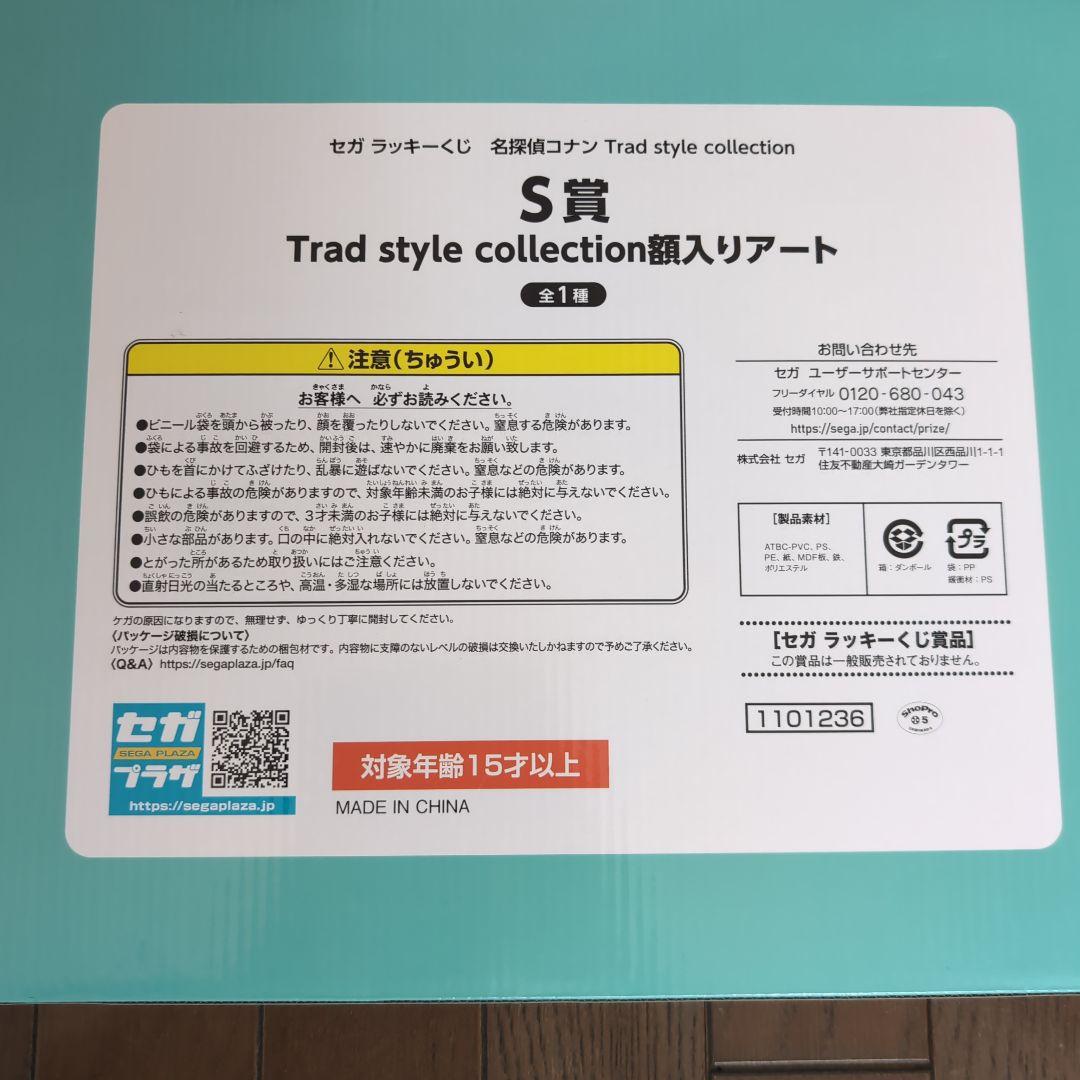 セガ ラッキーくじ　名探偵コナン Trad style collection
S賞
Trad style collection額入りアート
全1種
⚠注意（ちゅうい）
お客様へ 必ずお読みください。
●ビニール袋を頭から被ったり、顔を覆ったりしないでください。窒息する危険があります。
●袋による事故を回避するため、開封後は、速やかに廃棄をお願い致します。
●ひもを首にかけてふざけたり、乱暴に遊ばないでください。窒息などの危険があります。
●ひもによる事故の危険がありますので、対象年齢未満のお子様には絶対に与えないでください。
●誤飲の危険がありますので、3才未満のお子様には絶対に与えないでください。
●小さな部品があります。口の中に絶対入れないでください。窒息などの危険があります。
●とがった所があるため取り扱いにはご注意ください。
●直射日光の当たるところや、高温・多湿な場所には放置しないでください。
ケガの原因になりますので、無理せず、ゆっくり丁寧に開封してください。
〈パッケージ破損について〉
パッケージは内容物を保護するための梱包材です。内容物に支障のないレベルの破損は交換いたしかねますので予めご了承ください。
〈Q&A〉https://segaplaza.jp/faq
セガ
SEGA PLAZA
プラザ
https://segaplaza.jp
対象年齢15才以上
MADE IN CHINA
お問い合わせ先
セガ ユーザーサポートセンター
フリーダイヤル 0120-680-043
受付時間10:00〜17:00(弊社指定休日を除く)
https://sega.jp/contact/prize/
株式会社 セガ
〒141-0033 東京都品川区西品川1-1-1
住友不動産大崎ガーデンタワー
[製品素材]
ATBC-PVC、PS、
PE、紙、MDF板、鉄、
ポリエステル
箱：ダンボール
プラ
袋：PP
緩衝材：PS
[セガ ラッキーくじ賞品]
この賞品は一般販売されておりません。
1101236
ShoPro
05